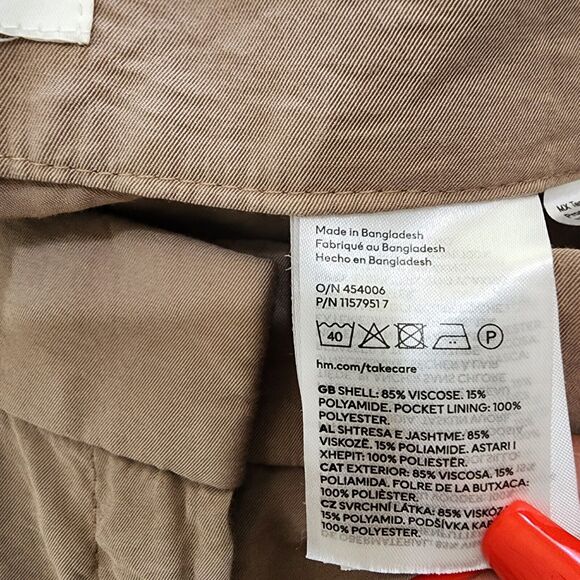 Made in Bangladesh
Fabriqué au Bangladesh
Hecho en Bangladesh
O/N 454006
P/N 1157951 7
40 P
hm.com/takecare
GB SHELL: 85% VISCOSE. 15%
POLYAMIDE. POCKET LINING: 100%
POLYESTER.
AL SHTRESA E JASHTME: 85%
VISKOZË. 15% POLIAMIDE. ASTARI I
XHEPIT: 100% POLIESTËR.
CAT EXTERIOR: 85% VISCOSA. 15%
POLIAMIDA. FOLRE DE LA BUTXACA:
100% POLIÈSTER.
CZ SVRCHNÍ LÁTKA: 85% VISKÓZ
15% POLYAMID. PODŠÍVKA KA
100% POLYESTER.
MX